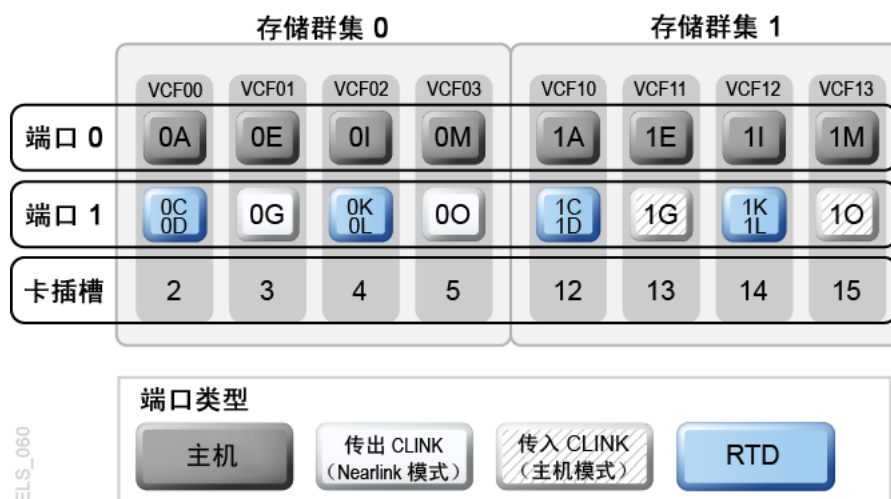 存储群集 0 存储群集 1
VCF00 VCF01 VCF02 VCF03 VCF10 VCF11 VCF12 VCF13
端口 0 0A 0E 0I 0M 1A 1E 1I 1M
端口 1 0C 0D 0G 0K 0L 0O 1C 1D 1G 1K 1L 1O
卡插槽 2 3 4 5 12 13 14 15
端口类型
主机
传出 CLINK
（Nearlink 模式）
传入 CLINK
（主机模式）
RTD
ELS_060